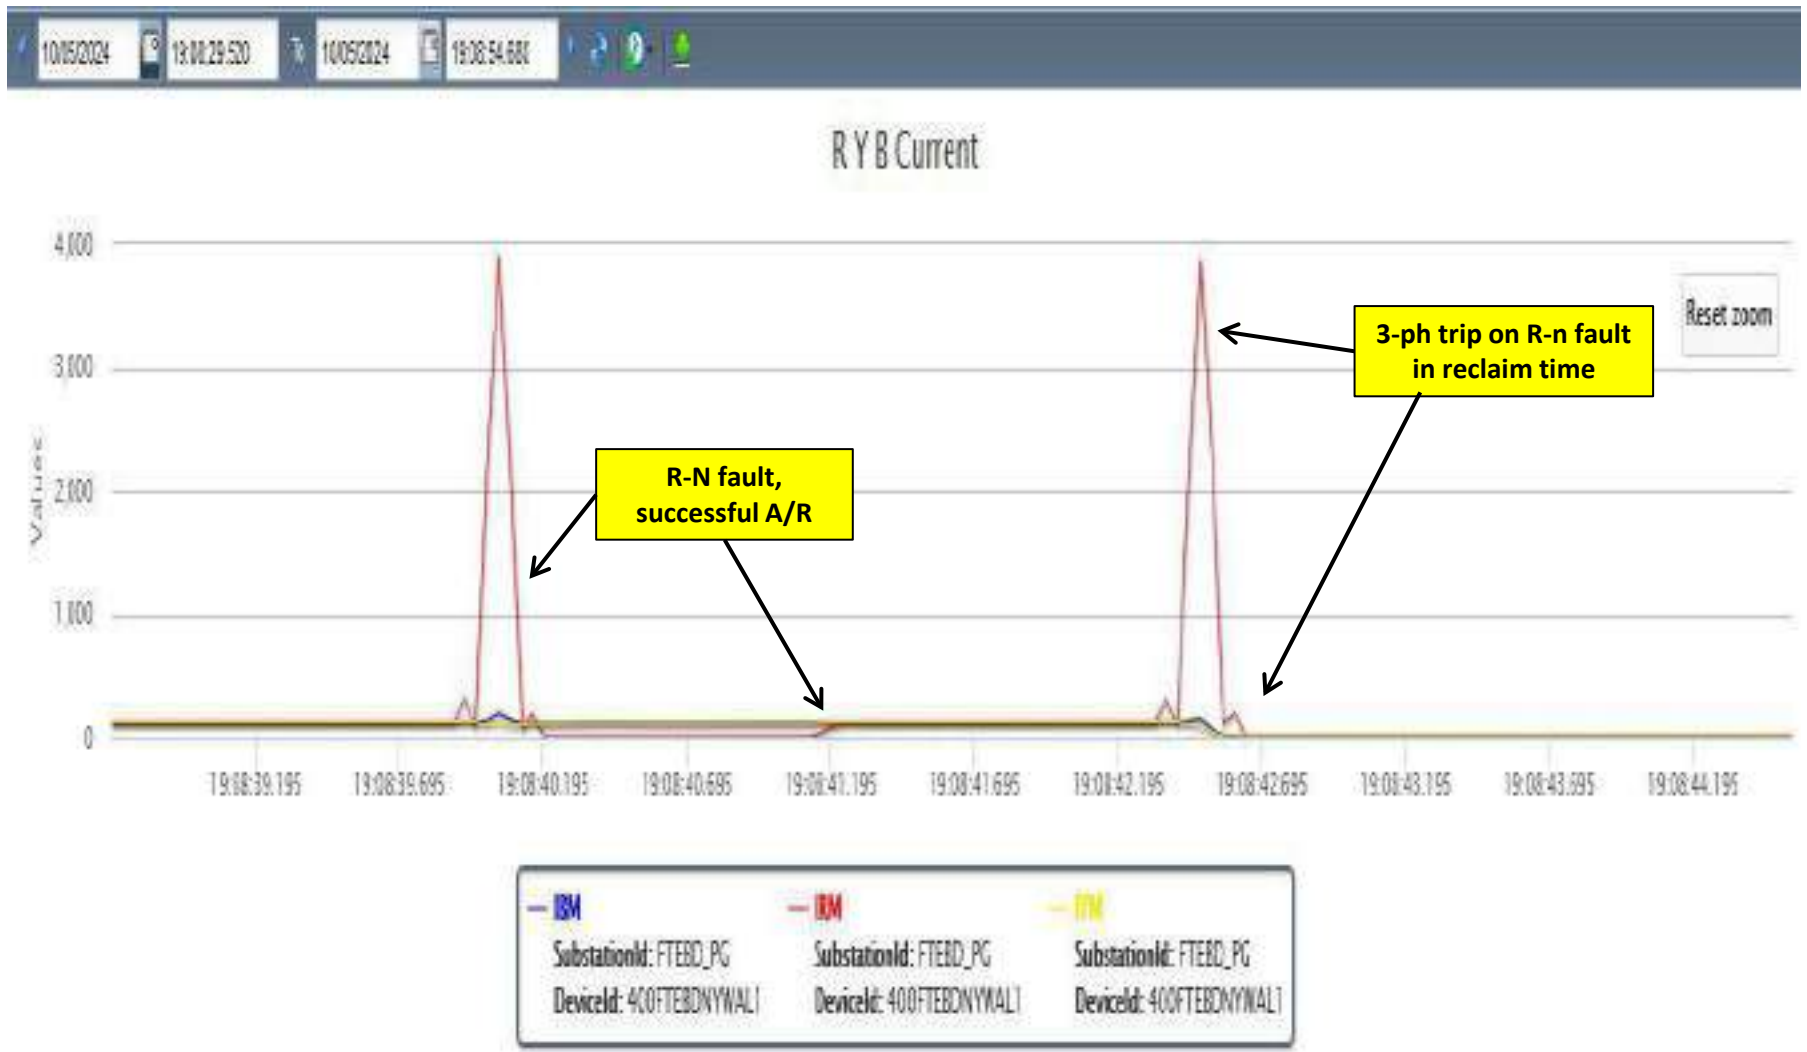 10/05/2024 19:08:29.520 To 10/05/2024 19:08:54.680
R Y B Current
4,000
Reset zoom
3-ph trip on R-n fault
in reclaim time
3,000
R-N fault,
successful A/R
2,000
Values
1,000
0
19:08:39.195 19:08:39.695 19:08:40.195 19:08:40.695 19:08:41.195 19:08:41.695 19:08:42.195 19:08:42.695 19:08:43.195 19:08:43.695 19:08:44.195
IBM IRM IYM
SubstationId: FTEBD_PG SubstationId: FTEBD_PG SubstationId: FTEBD_PG
DeviceId: DeviceId: DeviceId: